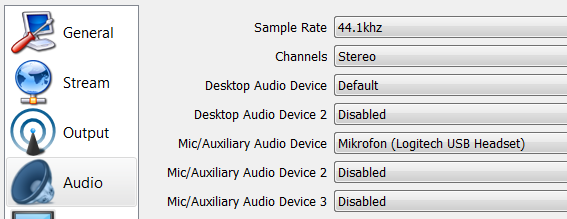 General
Stream
Output
Audio
Sample Rate 44.1khz
Channels Stereo
Desktop Audio Device Default
Desktop Audio Device 2 Disabled
Mic/Auxiliary Audio Device Mikrofon (Logitech USB Headset)
Mic/Auxiliary Audio Device 2 Disabled
Mic/Auxiliary Audio Device 3 Disabled